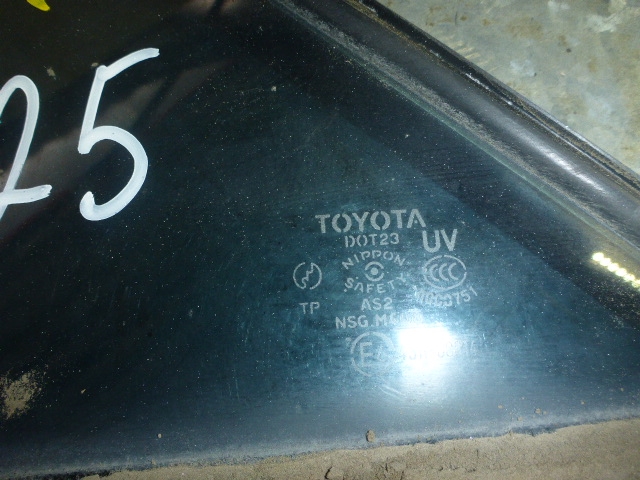 25
TOYOTA
DOT23 UV
NIPPON
SAFETY
TP AS2
E